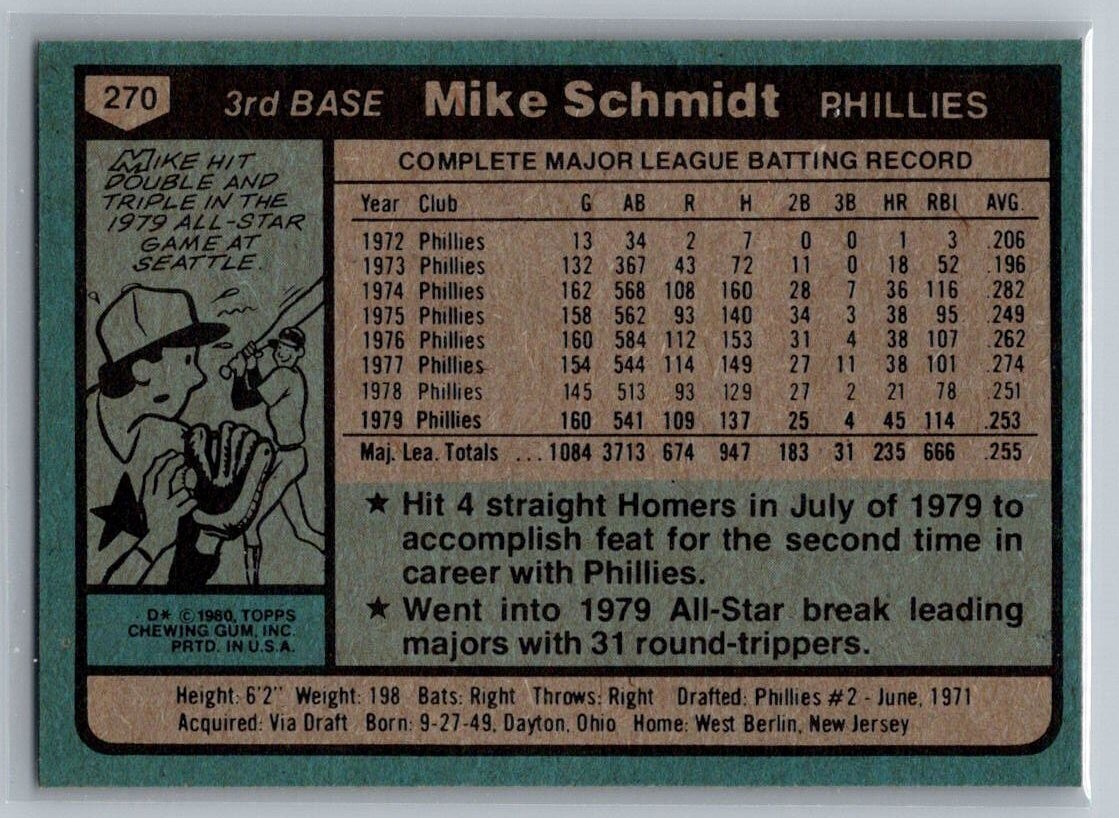 270 3rd BASE Mike Schmidt PHILLIES
MIKE HIT
DOUBLE AND
TRIPLE IN THE
1979 ALL-STAR
GAME AT
SEATTLE.
COMPLETE MAJOR LEAGUE BATTING RECORD
Year Club G AB R H 2B 3B HR RBI AVG.
1972 Phillies 13 34 2 7 0 0 1 3 .206
1973 Phillies 132 367 43 72 11 0 18 52 .196
1974 Phillies 162 568 108 160 28 7 36 116 .282
1975 Phillies 158 562 93 140 34 3 38 95 .249
1976 Phillies 160 584 112 153 31 4 38 107 .262
1977 Phillies 154 544 114 149 27 11 38 101 .274
1978 Phillies 145 513 93 129 27 2 21 78 .251
1979 Phillies 160 541 109 137 25 4 45 114 .253
Maj. Lea. Totals ... 1084 3713 674 947 183 31 235 666 .255
★ Hit 4 straight Homers in July of 1979 to
accomplish feat for the second time in
career with Phillies.
★ Went into 1979 All-Star break leading
majors with 31 round-trippers.
D* © 1980, TOPPS
CHEWING GUM, INC.
PRTD. IN U.S.A.
Height: 6'2" Weight: 198 Bats: Right Throws: Right Drafted: Phillies #2 - June, 1971
Acquired: Via Draft Born: 9-27-49, Dayton, Ohio Home: West Berlin, New Jersey